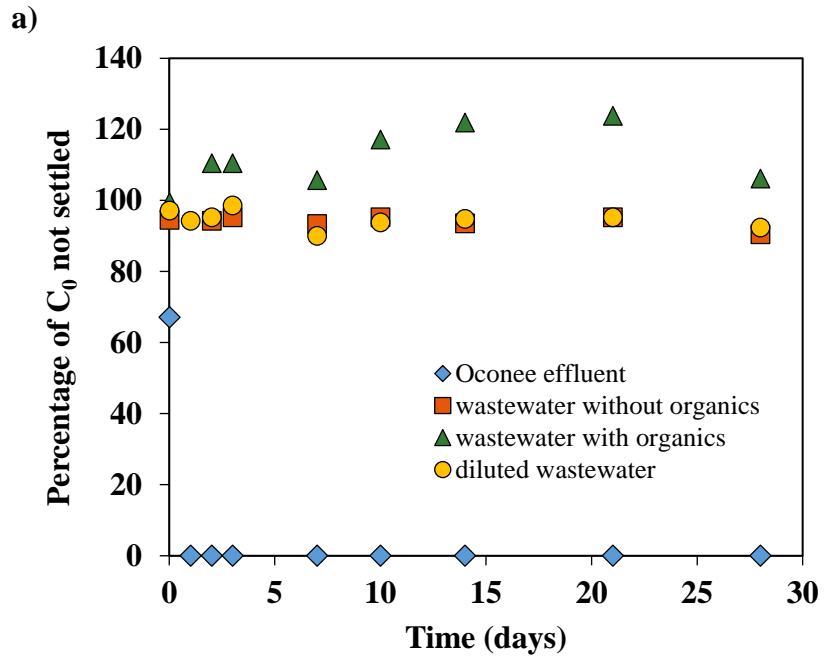 a)
140
120
100
80
60
40
20
0
Percentage of C₀ not settled
Oconee effluent
wastewater without organics
wastewater with organics
diluted wastewater
0 5 10 15 20 25 30
Time (days)